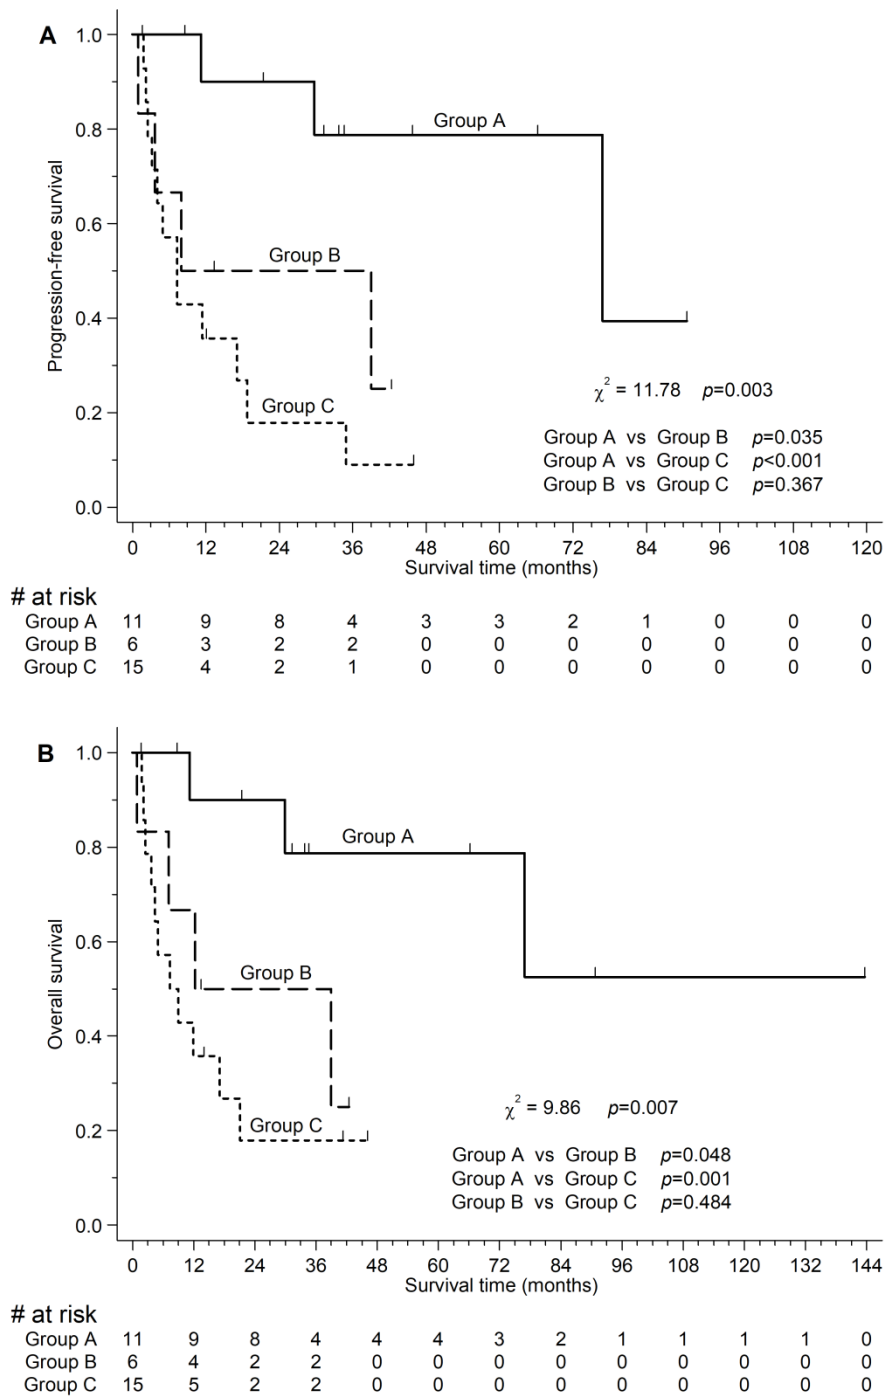 A
1.0
0.8
0.6
0.4
0.2
0.0
Progression-free survival
Group A
Group B
Group C
χ2 = 11.78 p=0.003
Group A vs Group B p=0.035
Group A vs Group C p<0.001
Group B vs Group C p=0.367
0 12 24 36 48 60 72 84 96 108 120
Survival time (months)
# at risk
Group A 11 9 8 4 3 3 2 1 0 0 0
Group B 6 3 2 2 0 0 0 0 0 0 0
Group C 15 4 2 1 0 0 0 0 0 0 0
B
1.0
0.8
0.6
0.4
0.2
0.0
Overall survival
Group A
Group B
Group C
χ2 = 9.86 p=0.007
Group A vs Group B p=0.048
Group A vs Group C p=0.001
Group B vs Group C p=0.484
0 12 24 36 48 60 72 84 96 108 120 132 144
Survival time (months)
# at risk
Group A 11 9 8 4 4 4 3 2 1 1 1 1 0
Group B 6 4 2 2 0 0 0 0 0 0 0 0 0
Group C 15 5 2 2 0 0 0 0 0 0 0 0 0